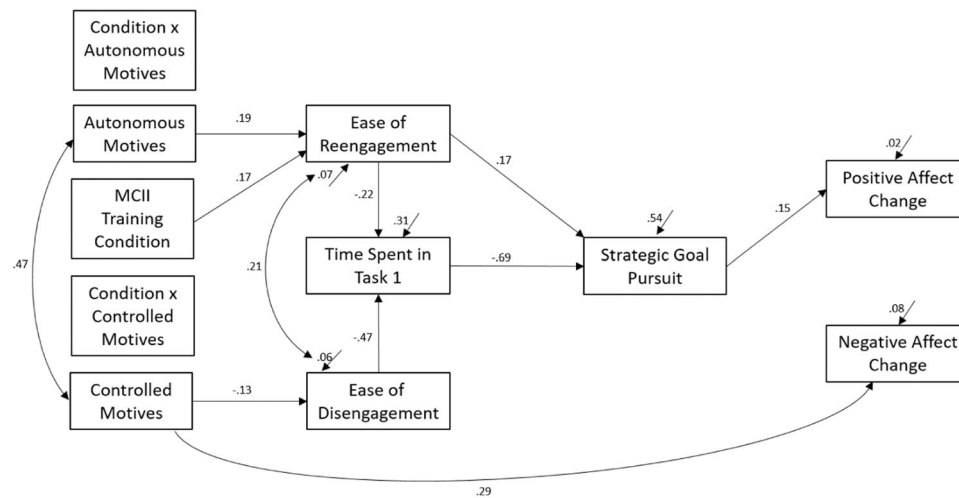 Condition x
Autonomous
Motives
Autonomous
Motives
.19
Ease of
Reengagement
.17
.02
Positive Affect
Change
MCII
Training
Condition
.17
.07
-.22
.31
.54
.15
.47
.21
Time Spent in
Task 1
-.69
Strategic Goal
Pursuit
Condition x
Controlled
Motives
-.47
.06
.08
Negative Affect
Change
Controlled
Motives
-.13
Ease of
Disengagement
.29